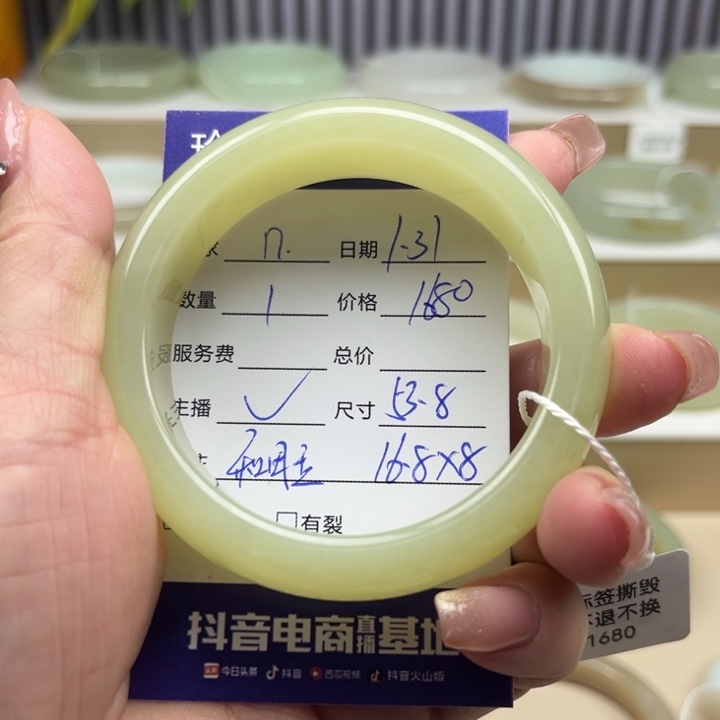 珍
家 n. 日期 1.31
数量 1 价格 1680
服务费 总价
主播 ✓ 尺寸 53.8
和田玉 16.8×8
□有裂
抖音电商直播基地
今日头条 抖音 西瓜视频 抖音火山版
标签撕毁
不退不换
1680